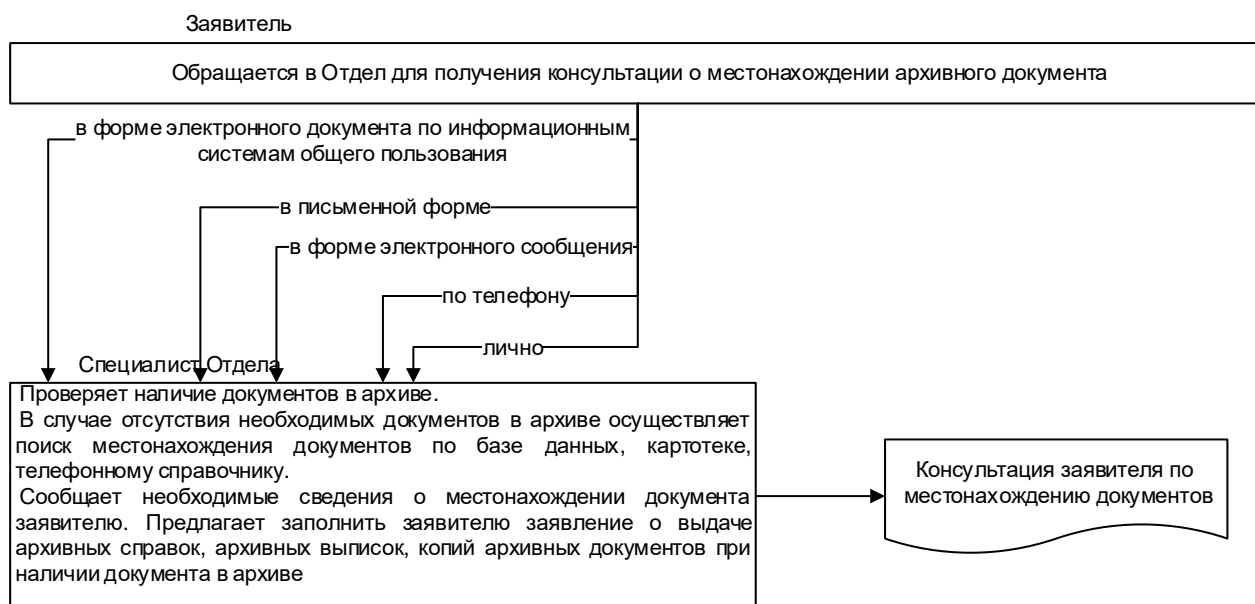 Заявитель
Обращается в Отдел для получения консультации о местонахождении архивного документа
в форме электронного документа по информационным
системам общего пользования
в письменной форме
в форме электронного сообщения
по телефону
лично
Специалист Отдела
Проверяет наличие документов в архиве.
В случае отсутствия необходимых документов в архиве осуществляет
поиск местонахождения документов по базе данных, картотеке,
телефонному справочнику.
Сообщает необходимые сведения о местонахождении документа
заявителю. Предлагает заполнить заявителю заявление о выдаче
архивных справок, архивных выписок, копий архивных документов при
наличии документа в архиве
Консультация заявителя по
местонахождению документов